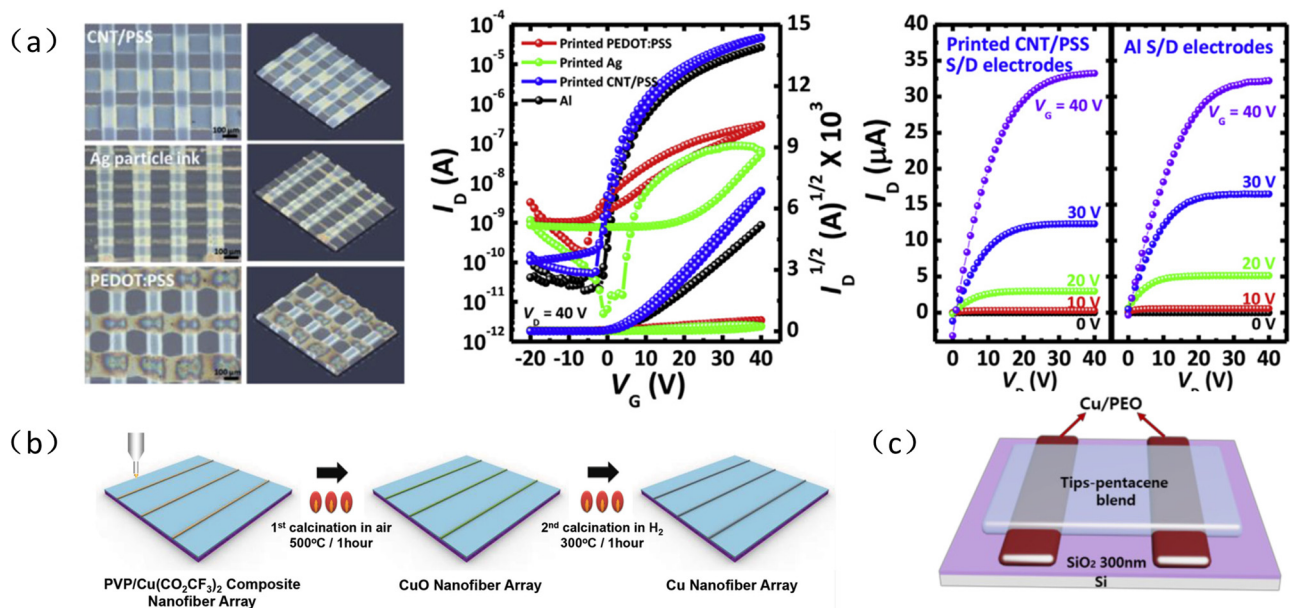 (a)
CNT/PSS
100 μm
Ag particle ink
100 μm
PEDOT:PSS
100 μm
10⁻⁴
10⁻⁵
10⁻⁶
10⁻⁷
10⁻⁸
10⁻⁹
10⁻¹⁰
10⁻¹¹
10⁻¹²
I_D (A)
Printed PEDOT:PSS
Printed Ag
Printed CNT/PSS
Al
V_D = 40 V
-20 -10 0 10 20 30 40
V_G (V)
15
12
9
6
3
0
I_D^1/2 (A)^1/2 X 10³
40
35
30
25
20
15
10
5
0
I_D (μA)
Printed CNT/PSS
S/D electrodes
V_G = 40 V
30 V
20 V
10 V
0 V
0 10 20 30 40
V_D (V)
Al S/D electrodes
V_G = 40 V
30 V
20 V
10 V
0 V
0 10 20 30 40
V_D (V)
(b)
1st calcination in air
500ºC / 1hour
2nd calcination in H₂
300ºC / 1hour
PVP/Cu(CO₂CF₃)₂ Composite
Nanofiber Array
CuO Nanofiber Array
Cu Nanofiber Array
(c)
Cu/PEO
Tips-pentacene
blend
SiO₂ 300nm
Si